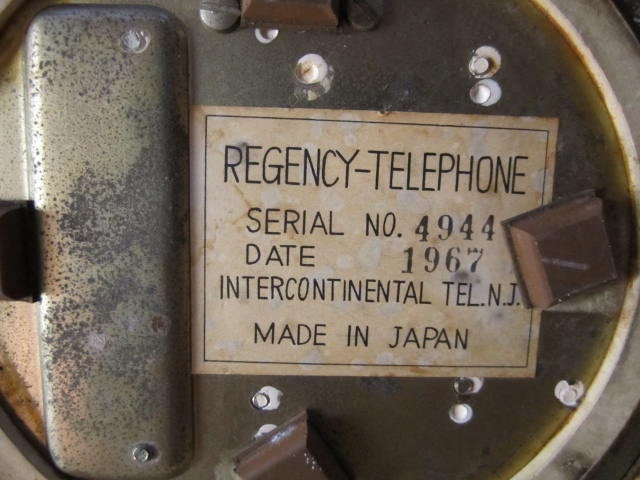 REGENCY-TELEPHONE
SERIAL NO. 4944
DATE 1967
INTERCONTINENTAL TEL.N.J.
MADE IN JAPAN